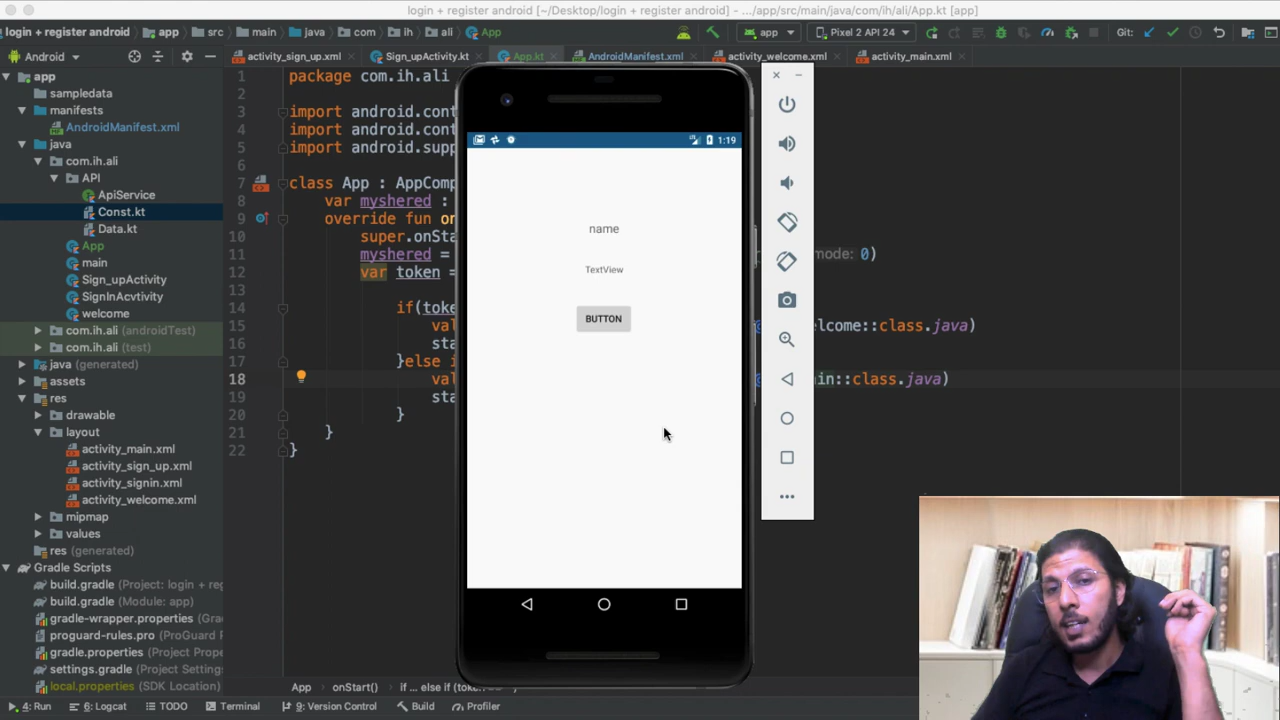 login + register android [~/Desktop/login + register android] - .../app/src/main/java/com/ih/ali/App.kt [app]
login + register android
app
src
main
java
com
ih
ali
App
app
Pixel 2 API 24
Git:
Android
activity_sign_up.xml
Sign_upActivity.kt
App.kt
AndroidManifest.xml
activity_welcome.xml
activity_main.xml
app
sampledata
manifests
AndroidManifest.xml
java
com.ih.ali
API
ApiService
Const.kt
Data.kt
App
main
Sign_upActivity
SignInAcvtivity
welcome
com.ih.ali (androidTest)
com.ih.ali (test)
java (generated)
assets
res
drawable
layout
activity_main.xml
activity_sign_up.xml
activity_signin.xml
activity_welcome.xml
mipmap
values
res (generated)
Gradle Scripts
build.gradle (Project: login + reg
build.gradle (Module: app)
gradle-wrapper.properties (Gra
proguard-rules.pro (ProGuard
gradle.properties (Project Prope
settings.gradle (Project Setting
local.properties (SDK Location)
1 package com.ih.ali
2
3 import android.cont
4 import android.cont
5 import android.supp
6
7 class App : AppComp
8 var myshered :
9 override fun on
10 super.onSta
11 myshered = mode: 0)
12 var token =
13
14 if(toke
15 val elcome::class.java)
16 sta
17 }else i
18 val in::class.java)
19 sta
20 }
21 }
22 }
1:19
name
TextView
BUTTON
App
onStart()
if ... else if (token
4: Run
6: Logcat
TODO
Terminal
9: Version Control
Build
Profiler